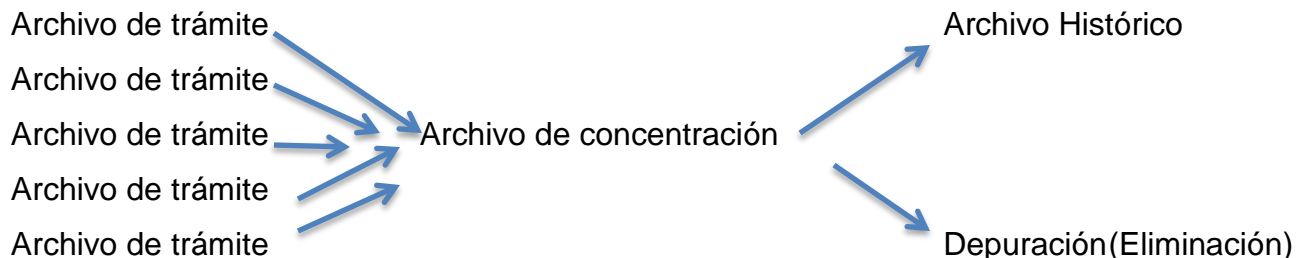 Archivo de trámite
Archivo Histórico
Archivo de trámite
Archivo de trámite
Archivo de concentración
Archivo de trámite
Archivo de trámite
Depuración(Eliminación)